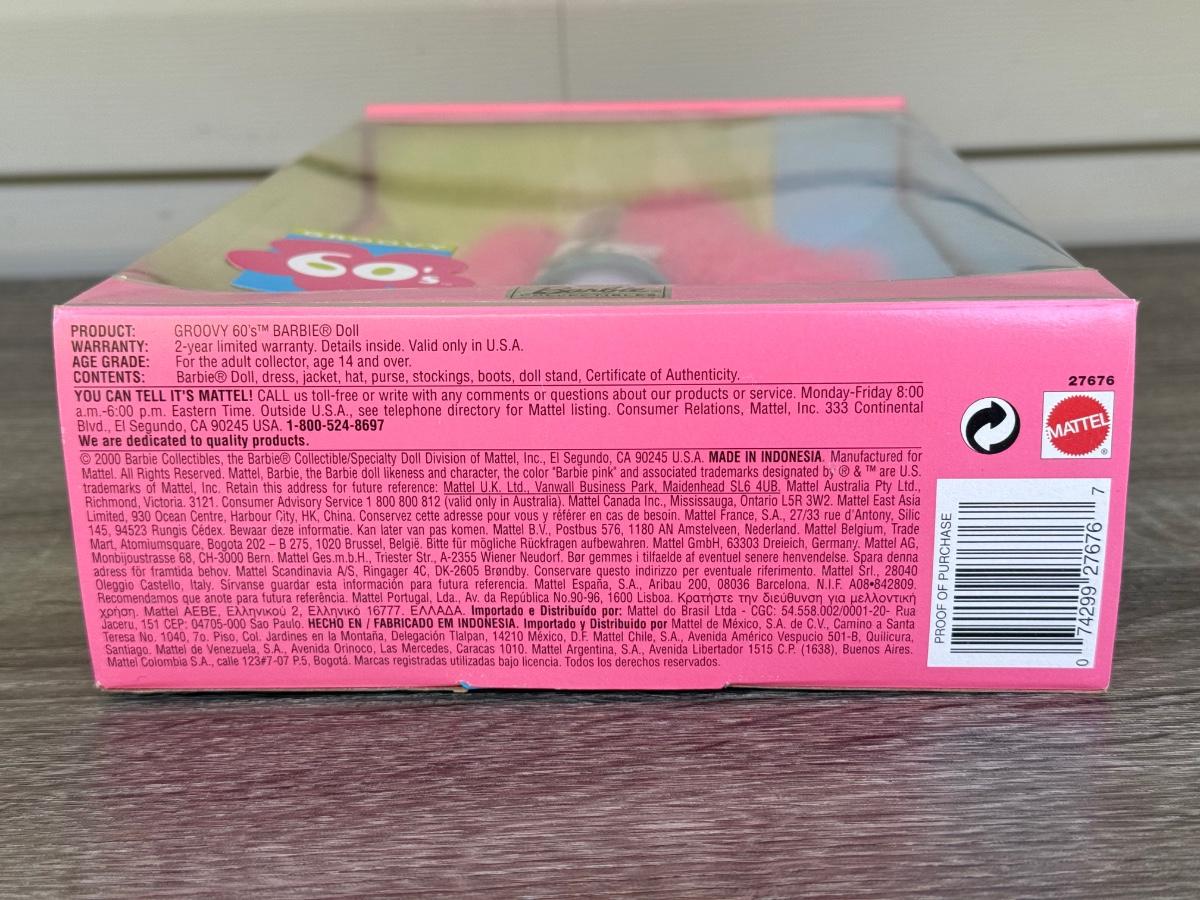 GROOVY
60's
Barbie
COLLECTIBLES
PRODUCT: GROOVY 60's™ BARBIE® Doll
WARRANTY: 2-year limited warranty. Details inside. Valid only in U.S.A.
AGE GRADE: For the adult collector, age 14 and over.
CONTENTS: Barbie® Doll, dress, jacket, hat, purse, stockings, boots, doll stand, Certificate of Authenticity.
YOU CAN TELL IT'S MATTEL! CALL us toll-free or write with any comments or questions about our products or service. Monday-Friday 8:00
a.m.-6:00 p.m. Eastern Time. Outside U.S.A., see telephone directory for Mattel listing. Consumer Relations, Mattel, Inc. 333 Continental
Blvd., El Segundo, CA 90245 USA. 1-800-524-8697
We are dedicated to quality products.
© 2000 Barbie Collectibles, the Barbie® Collectible/Specialty Doll Division of Mattel, Inc., El Segundo, CA 90245 U.S.A. MADE IN INDONESIA. Manufactured for
Mattel. All Rights Reserved. Mattel, Barbie, the Barbie doll likeness and character, the color "Barbie pink" and associated trademarks designated by ® & ™ are U.S.
trademarks of Mattel, Inc. Retain this address for future reference: Mattel U.K. Ltd., Vanwall Business Park, Maidenhead SL6 4UB. Mattel Australia Pty Ltd.,
Richmond, Victoria. 3121. Consumer Advisory Service 1 800 800 812 (valid only in Australia). Mattel Canada Inc., Mississauga, Ontario L5R 3W2. Mattel East Asia
Limited, 930 Ocean Centre, Harbour City, HK, China. Conservez cette adresse pour vous y référer en cas de besoin. Mattel France, S.A., 27/33 rue d'Antony, Silic
145, 94523 Rungis Cédex. Bewaar deze informatie. Kan later van pas komen. Mattel B.V., Postbus 576, 1180 AN Amstelveen, Nederland. Mattel Belgium, Trade
Mart, Atomiumsquare, Bogota 202 – B 275, 1020 Brussel, België. Bitte für mögliche Rückfragen aufbewahren. Mattel GmbH, 63303 Dreieich, Germany. Mattel AG,
Monbijoustrasse 68, CH-3000 Bern. Mattel Ges.m.b.H., Triester Str., A-2355 Wiener Neudorf. Bør gemmes i tilfælde af eventuel senere henvendelse. Spara denna
adress för framtida behov. Mattel Scandinavia A/S, Ringager 4C, DK-2605 Brøndby. Conservare questo indirizzo per eventuale riferimento. Mattel Srl., 28040
Oleggio Castello, Italy. Sírvanse guardar esta información para futura referencia. Mattel España, S.A., Aribau 200, 08036 Barcelona. N.I.F. A08•842809.
Recomendamos que anote para futura referência. Mattel Portugal, Lda., Av. da República No.90-96, 1600 Lisboa. Κρατήστε την διεύθυνση για μελλοντική
χρήση. Mattel AEBE, Ελληνικού 2, Ελληνικό 16777. ΕΛΛΑΔΑ. Importado e Distribuído por: Mattel do Brasil Ltda - CGC: 54.558.002/0001-20- Rua
Jaceru, 151 CEP: 04705-000 Sao Paulo. HECHO EN / FABRICADO EM INDONESIA. Importado y Distribuido por Mattel de México, S.A. de C.V., Camino a Santa
Teresa No. 1040, 7o. Piso, Col. Jardines en la Montaña, Delegación Tlalpan, 14210 México, D.F. Mattel Chile, S.A., Avenida Américo Vespucio 501-B, Quilicura,
Santiago. Mattel de Venezuela, S.A., Avenida Orinoco, Las Mercedes, Caracas 1010. Mattel Argentina, S.A., Avenida Libertador 1515 C.P. (1638), Buenos Aires.
Mattel Colombia S.A., calle 123#7-07 P.5, Bogotá. Marcas registradas utilizadas bajo licencia. Todos los derechos reservados.
27676
MATTEL®
PROOF OF PURCHASE
0 74299 27676 7